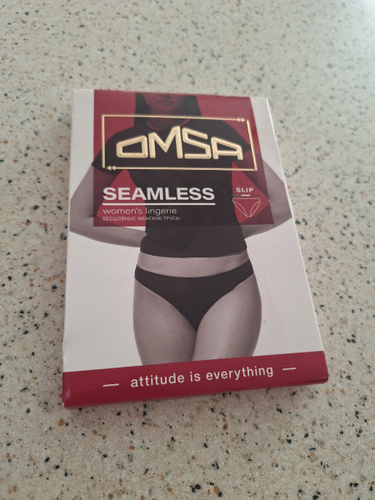 OMSA
SEAMLESS
women's lingerie
БЕСШОВНЫЕ ЖЕНСКИЕ ТРУСЫ
SLIP
attitude is everything